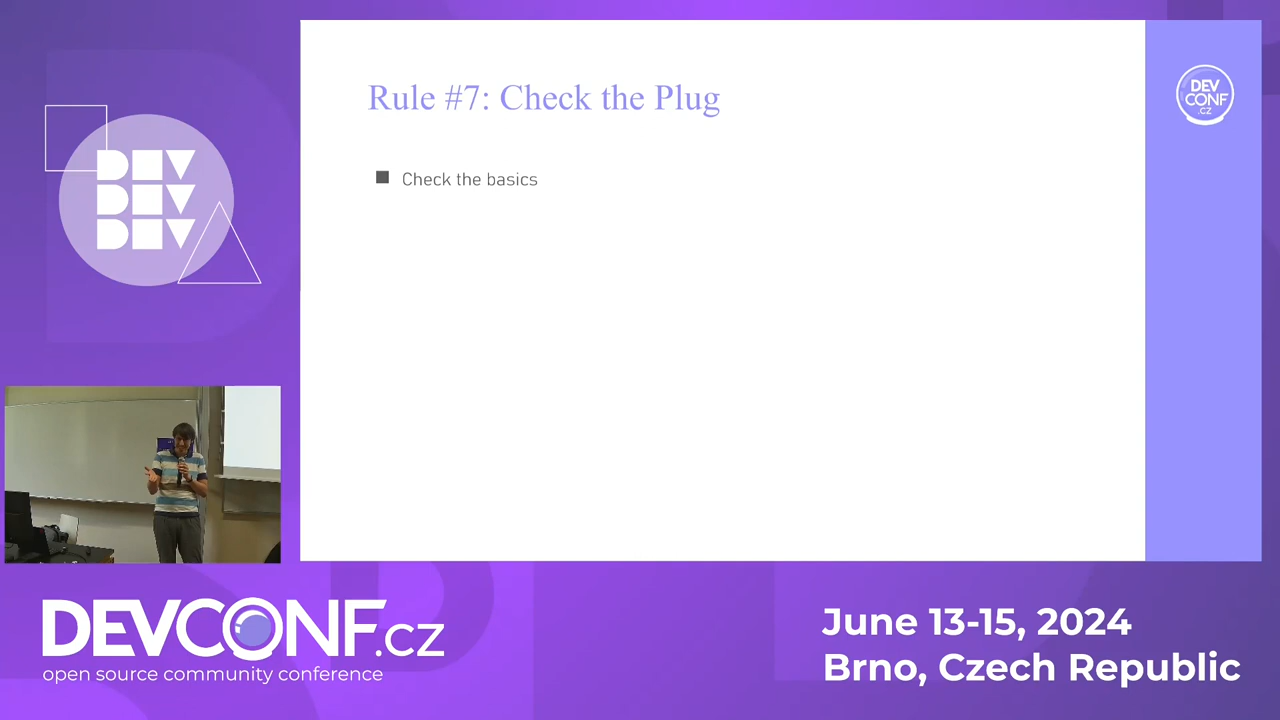 DEV
DEV
DEV
Rule #7: Check the Plug
Check the basics
DEV
CONF
.CZ
DEVCONF.cz
open source community conference
June 13-15, 2024
Brno, Czech Republic